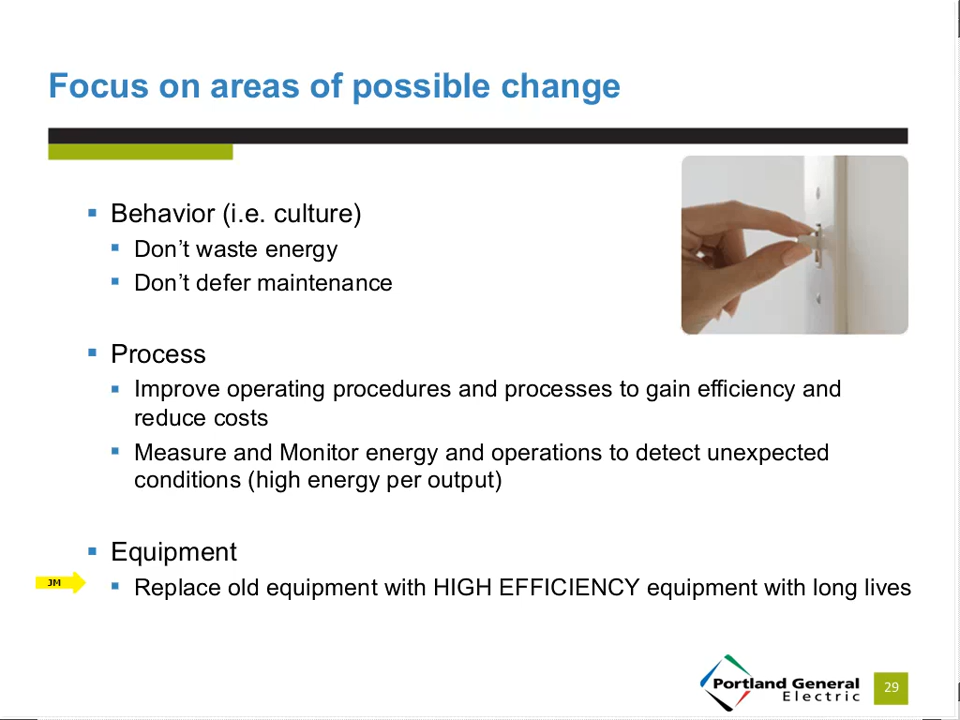 Focus on areas of possible change
Behavior (i.e. culture)
Don’t waste energy
Don’t defer maintenance
Process
Improve operating procedures and processes to gain efficiency and
reduce costs
Measure and Monitor energy and operations to detect unexpected
conditions (high energy per output)
Equipment
JM
Replace old equipment with HIGH EFFICIENCY equipment with long lives
Portland General
Electric
29